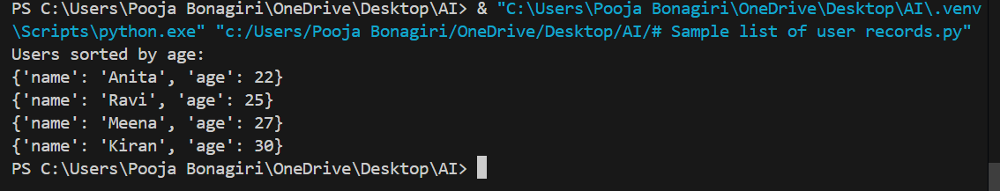 PS C:\Users\Pooja Bonagiri\OneDrive\Desktop\AI> & "C:\Users\Pooja Bonagiri\OneDrive\Desktop\AI\.venv
\Scripts\python.exe" "c:/Users/Pooja Bonagiri/OneDrive/Desktop/AI/# Sample list of user records.py"
Users sorted by age:
{'name': 'Anita', 'age': 22}
{'name': 'Ravi', 'age': 25}
{'name': 'Meena', 'age': 27}
{'name': 'Kiran', 'age': 30}
PS C:\Users\Pooja Bonagiri\OneDrive\Desktop\AI>